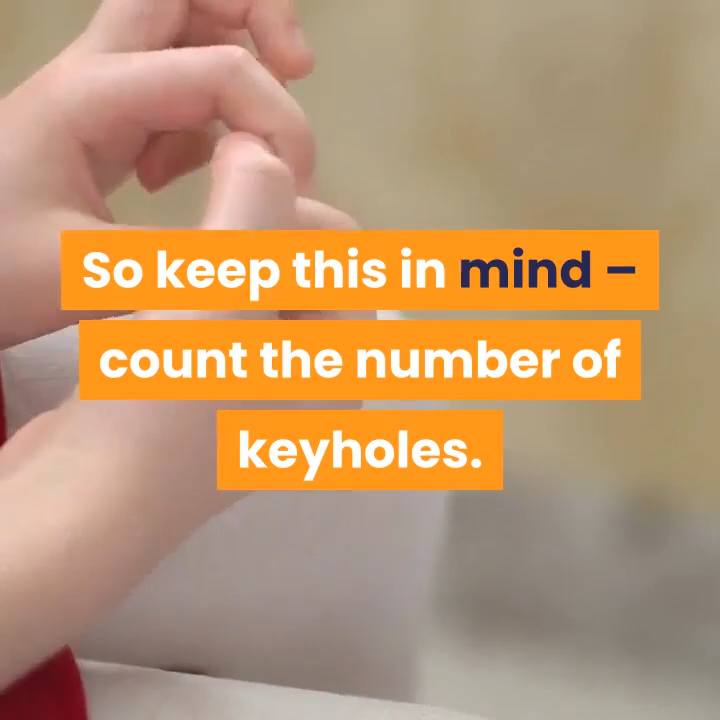 So keep this in mind –
count the number of
keyholes.